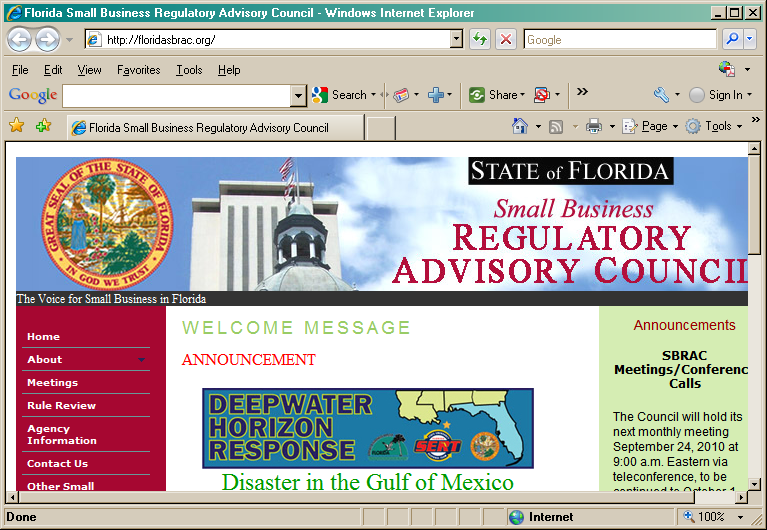 Florida Small Business Regulatory Advisory Council - Windows Internet Explorer
http://floridasbrac.org/
Google
File Edit View Favorites Tools Help
Google Search Share Sign In
Florida Small Business Regulatory Advisory Council Page Tools
GREAT SEAL OF THE STATE OF FLORIDA
IN GOD WE TRUST
STATE OF FLORIDA
Small Business
REGULATORY
ADVISORY COUNCIL
The Voice for Small Business in Florida
Home
About
Meetings
Rule Review
Agency
Information
Contact Us
Other Small
WELCOME MESSAGE
ANNOUNCEMENT
DEEPWATER
HORIZON
RESPONSE
FLORIDA
SERT
Disaster in the Gulf of Mexico
Announcements
SBRAC
Meetings/Conferenc
Calls
The Council will hold its
next monthly meeting
September 24, 2010 at
9:00 a.m. Eastern via
teleconference, to be
continued to October 1
Done Internet 100%